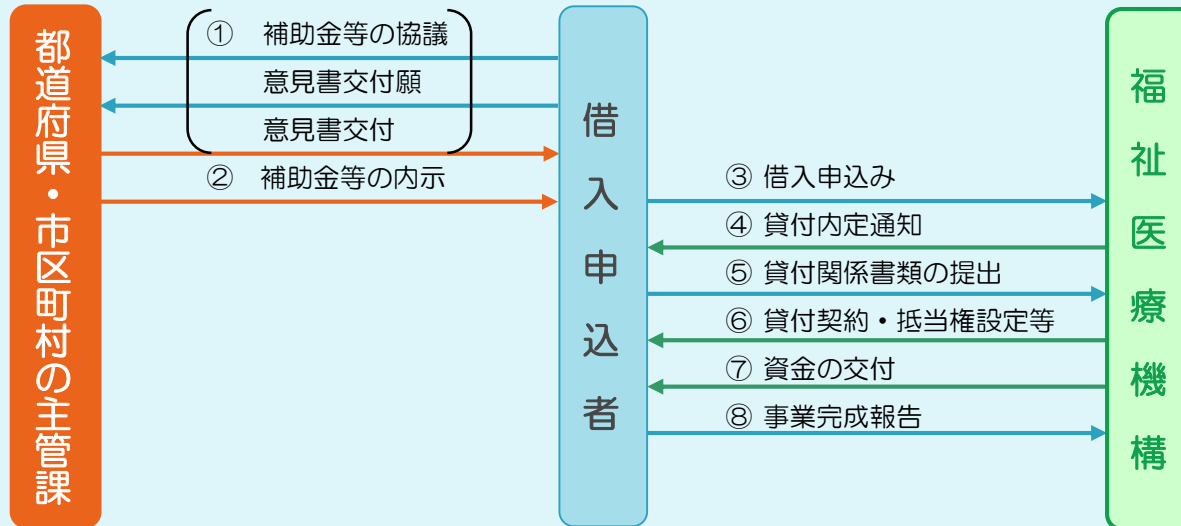 都道府県・市区町村の主管課
① 補助金等の協議
意見書交付願
意見書交付
② 補助金等の内示
借入申込者
③ 借入申込み
④ 貸付内定通知
⑤ 貸付関係書類の提出
⑥ 貸付契約・抵当権設定等
⑦ 資金の交付
⑧ 事業完成報告
福祉医療機構